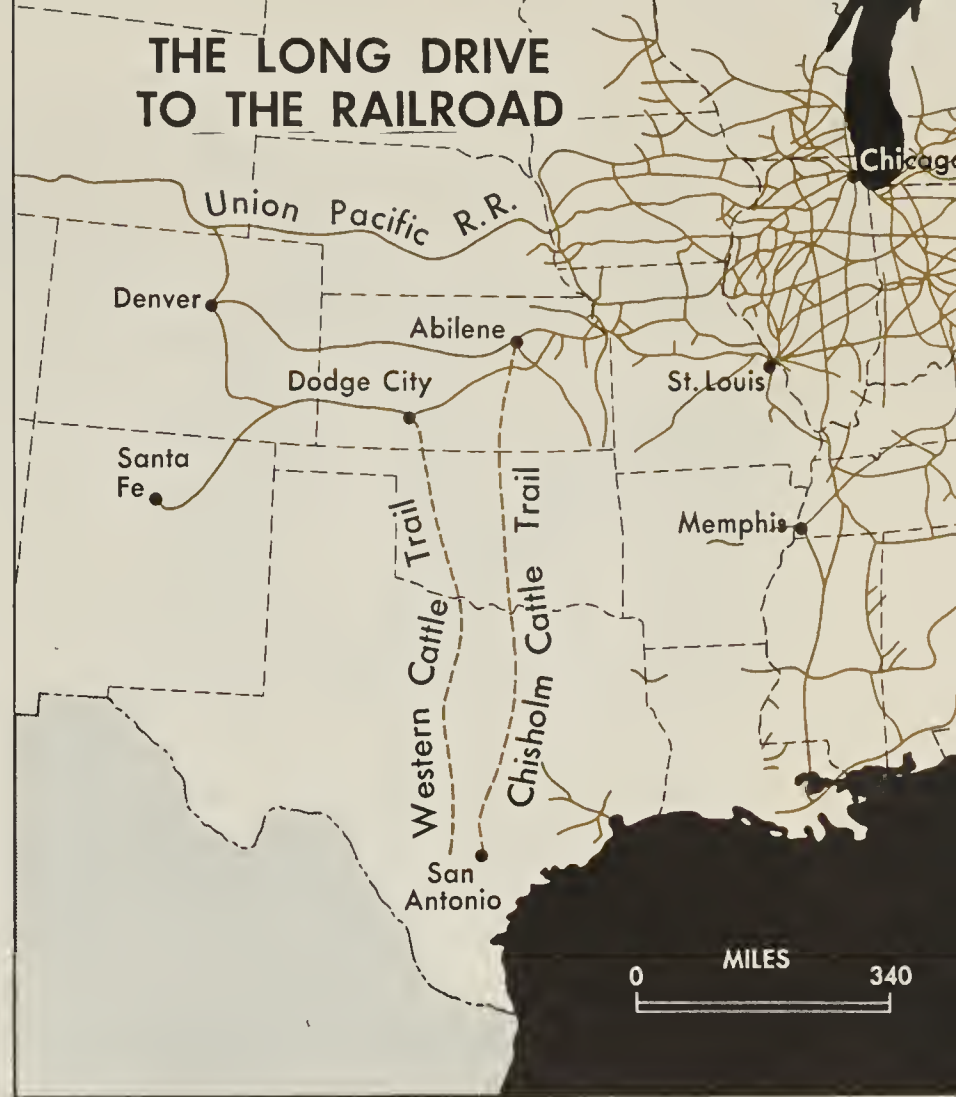 THE LONG DRIVE
TO THE RAILROAD
Chicago
Union Pacific R.R.
Denver
Abilene
Dodge City
St. Louis
Santa
Fe
Memphis
Western Cattle Trail
Chisholm Cattle Trail
San
Antonio
MILES
0 340